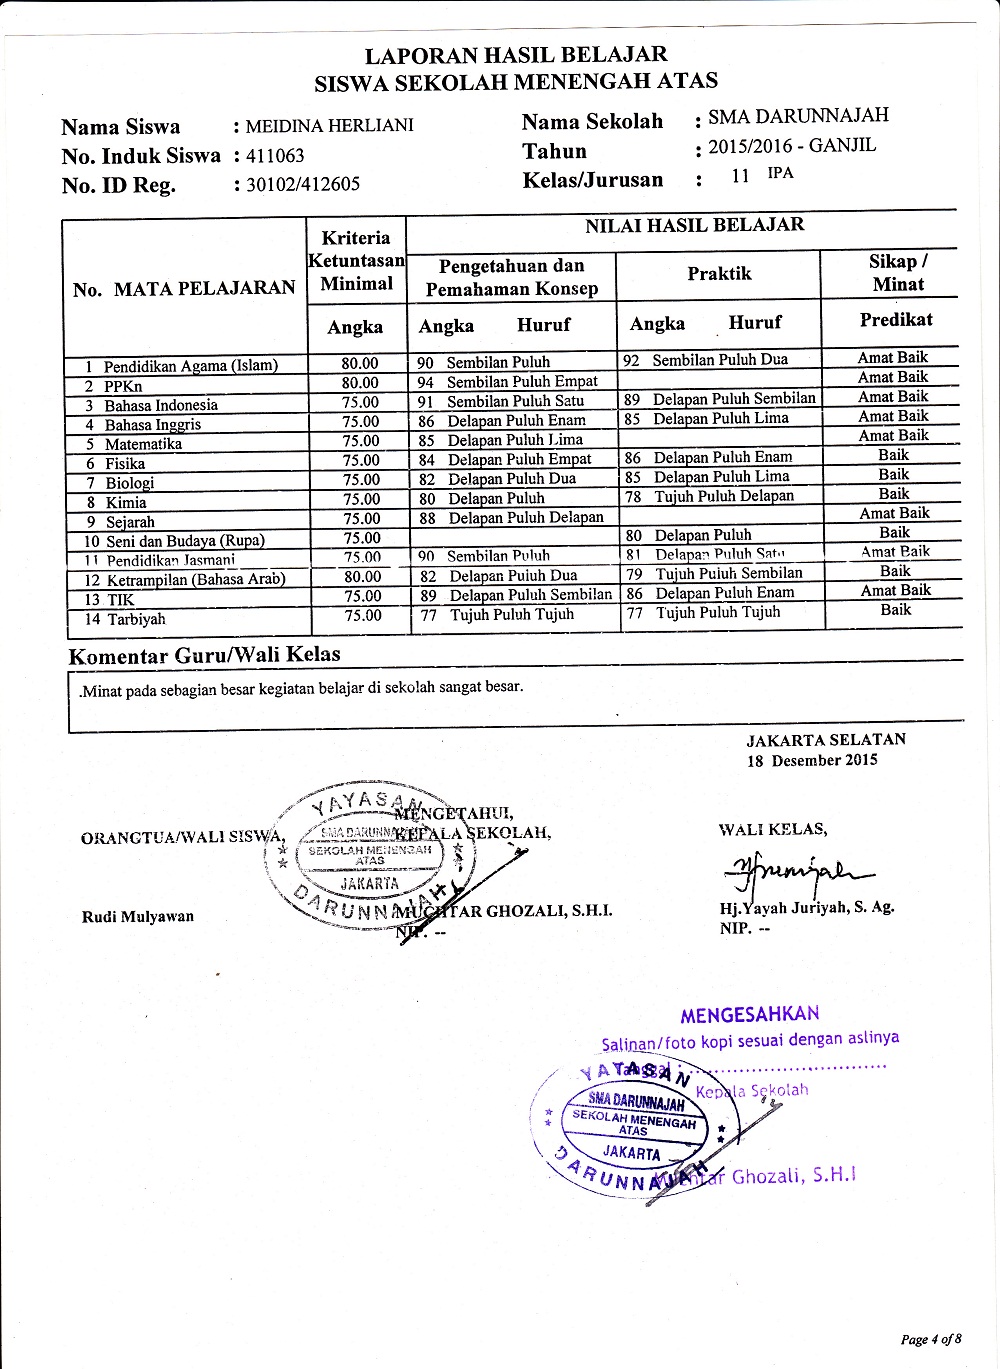 LAPORAN HASIL BELAJAR
SISWA SEKOLAH MENENGAH ATAS
Nama Siswa : MEIDINA HERLIANI
No. Induk Siswa : 411063
No. ID Reg. : 30102/412605
Nama Sekolah : SMA DARUNNAJAH
Tahun : 2015/2016 - GANJIL
Kelas/Jurusan : 11 IPA
No. MATA PELAJARAN
Kriteria Ketuntasan Minimal
NILAI HASIL BELAJAR
Pengetahuan dan Pemahaman Konsep
Praktik
Sikap / Minat
Angka Angka Huruf Angka Huruf Predikat
1 Pendidikan Agama (Islam) 80.00 90 Sembilan Puluh 92 Sembilan Puluh Dua Amat Baik
2 PPKn 80.00 94 Sembilan Puluh Empat Amat Baik
3 Bahasa Indonesia 75.00 91 Sembilan Puluh Satu 89 Delapan Puluh Sembilan Amat Baik
4 Bahasa Inggris 75.00 86 Delapan Puluh Enam 85 Delapan Puluh Lima Amat Baik
5 Matematika 75.00 85 Delapan Puluh Lima Amat Baik
6 Fisika 75.00 84 Delapan Puluh Empat 86 Delapan Puluh Enam Baik
7 Biologi 75.00 82 Delapan Puluh Dua 85 Delapan Puluh Lima Baik
8 Kimia 75.00 80 Delapan Puluh 78 Tujuh Puluh Delapan Baik
9 Sejarah 75.00 88 Delapan Puluh Delapan Amat Baik
10 Seni dan Budaya (Rupa) 75.00 80 Delapan Puluh Baik
11 Pendidikan Jasmani 75.00 90 Sembilan Puluh 81 Delapan Puluh Satu Amat Baik
12 Ketrampilan (Bahasa Arab) 80.00 82 Delapan Puluh Dua 79 Tujuh Puluh Sembilan Baik
13 TIK 75.00 89 Delapan Puluh Sembilan 86 Delapan Puluh Enam Amat Baik
14 Tarbiyah 75.00 77 Tujuh Puluh Tujuh 77 Tujuh Puluh Tujuh Baik
Komentar Guru/Wali Kelas
.Minat pada sebagian besar kegiatan belajar di sekolah sangat besar.
JAKARTA SELATAN
18 Desember 2015
ORANGTUA/WALI SISWA,
Rudi Mulyawan
MENGETAHUI,
KEPALA SEKOLAH,
YAYASAN
SMA DARUNNAJAH
SEKOLAH MENENGAH
ATAS
JAKARTA
DARUNNAJAH
MUCHTAR GHOZALI, S.H.I.
NIP. --
WALI KELAS,
Hj.Yayah Juriyah, S. Ag.
NIP. --
MENGESAHKAN
Salinan/foto kopi sesuai dengan aslinya
Tanggal : ................................
Kepala Sekolah
YAYASAN
SMA DARUNNAJAH
SEKOLAH MENENGAH
ATAS
JAKARTA
DARUNNAJAH
Muchtar Ghozali, S.H.I
Page 4 of 8